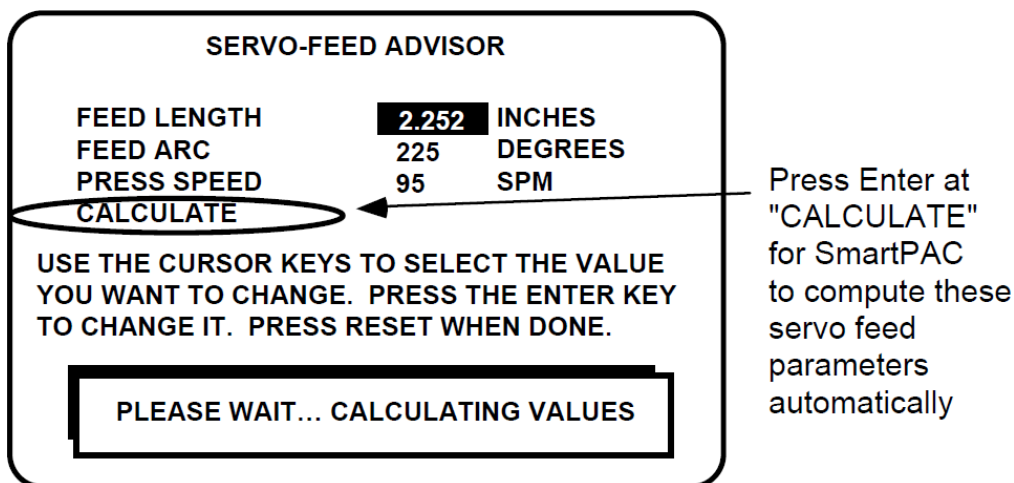 SERVO-FEED ADVISOR
FEED LENGTH 2.252 INCHES
FEED ARC 225 DEGREES
PRESS SPEED 95 SPM
CALCULATE
USE THE CURSOR KEYS TO SELECT THE VALUE
YOU WANT TO CHANGE. PRESS THE ENTER KEY
TO CHANGE IT. PRESS RESET WHEN DONE.
PLEASE WAIT... CALCULATING VALUES
Press Enter at
"CALCULATE"
for SmartPAC
to compute these
servo feed
parameters
automatically